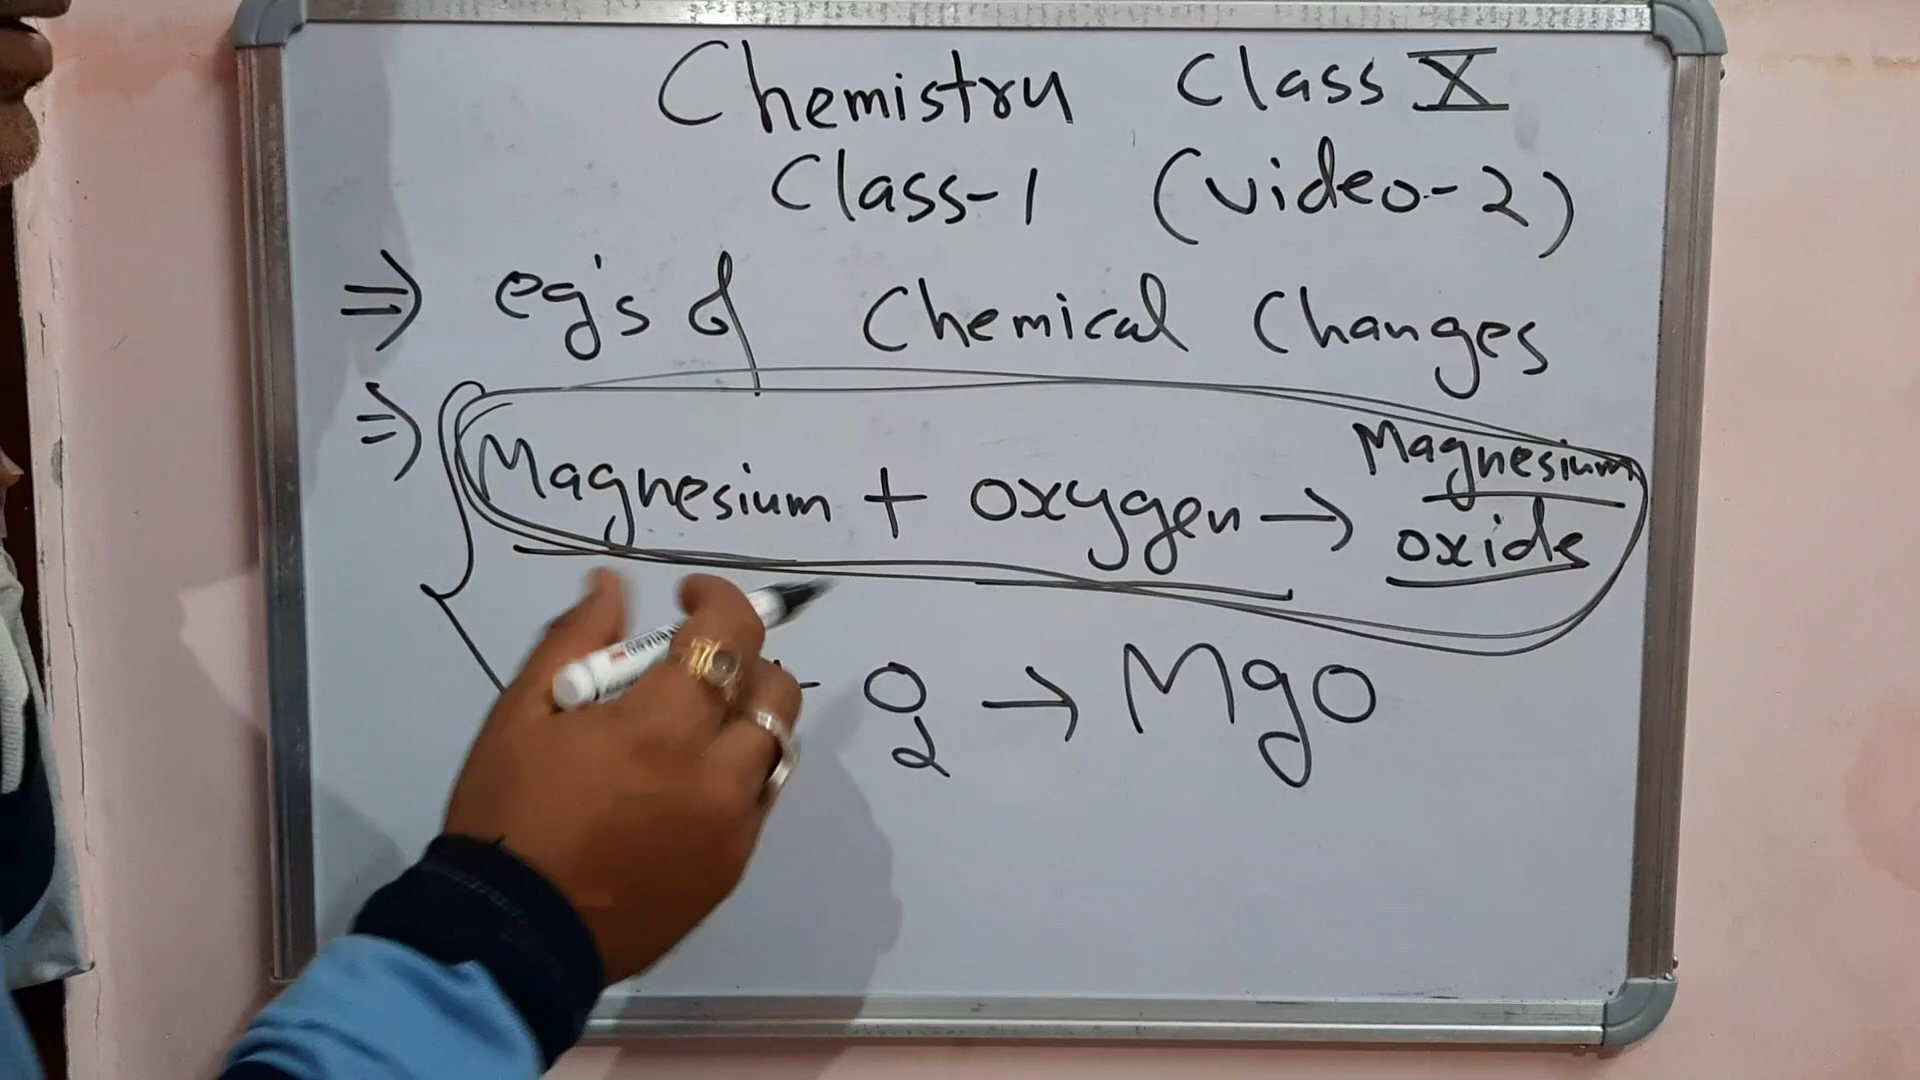 Chemistry Class X
Class-1 (video-2)
⇒ eg's of Chemical Changes
⇒ Magnesium + oxygen → Magnesium oxide
O2 → MgO